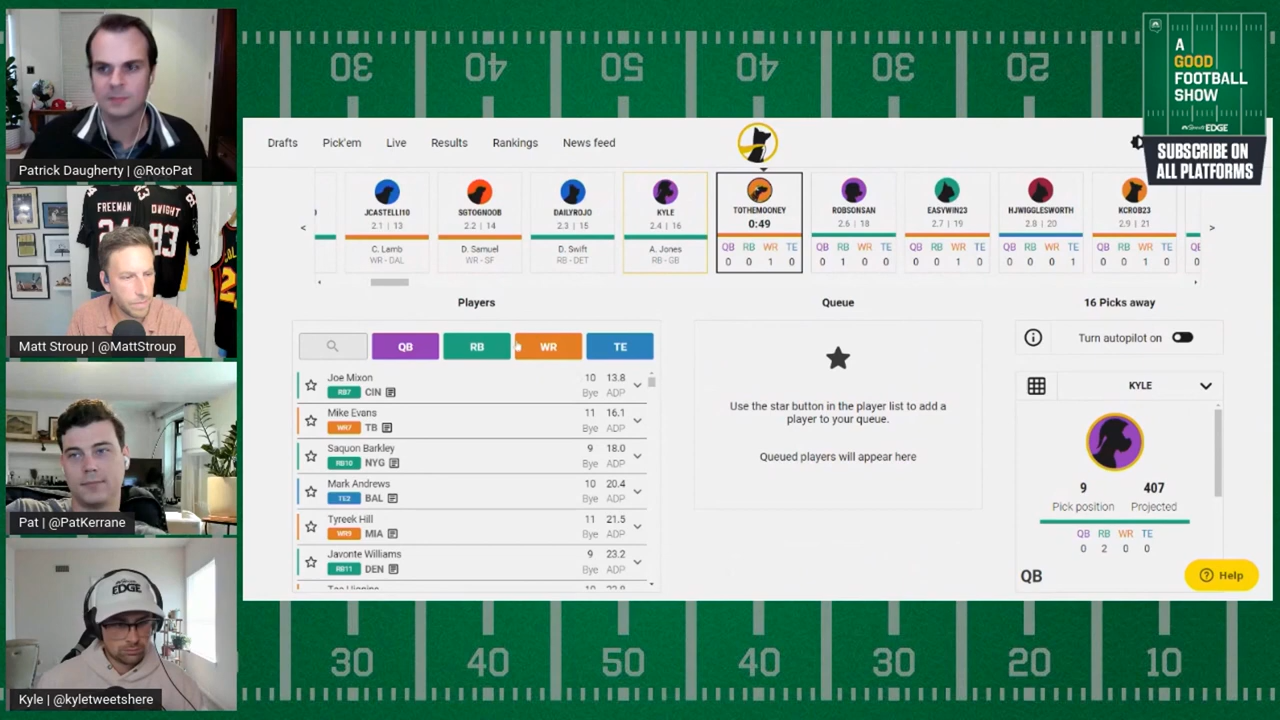 Patrick Daugherty | @RotoPat
FREEMAN
DWIGHT
83
Matt Stroup | @MattStroup
Pat | @PatKerrane
EDGE
Kyle | @kyletweetshere
30 40 50 40 30 20
A
GOOD
FOOTBALL
SHOW
EDGE
SUBSCRIBE ON
ALL PLATFORMS
Drafts Pick'em Live Results Rankings News feed
JCASTELLI10
2.1 | 13
C. Lamb
WR - DAL
SGTOGNOOB
2.2 | 14
D. Samuel
WR - SF
DAILYROJO
2.3 | 15
D. Swift
RB - DET
KYLE
2.4 | 16
A. Jones
RB - GB
TOTHEMOONEY
0:49
QB RB WR TE
0 0 1 0
ROBSONSAN
2.6 | 18
QB RB WR TE
0 1 0 0
EASYWIN23
2.7 | 19
QB RB WR TE
0 0 1 0
HJWIGGLESWORTH
2.8 | 20
QB RB WR TE
0 0 0 1
KCROB23
2.9 | 21
QB RB WR TE
0 0 1 0
Players
QB RB WR TE
Joe Mixon 10 13.8
RB7 CIN Bye ADP
Mike Evans 11 16.1
WR7 TB Bye ADP
Saquon Barkley 9 18.0
RB10 NYG Bye ADP
Mark Andrews 10 20.4
TE2 BAL Bye ADP
Tyreek Hill 11 21.5
WR9 MIA Bye ADP
Javonte Williams 9 23.2
RB11 DEN Bye ADP
Queue
Use the star button in the player list to add a
player to your queue.
Queued players will appear here
16 Picks away
Turn autopilot on
KYLE
9 407
Pick position Projected
QB RB WR TE
0 2 0 0
QB
Help
30 40 50 40 30 20 10